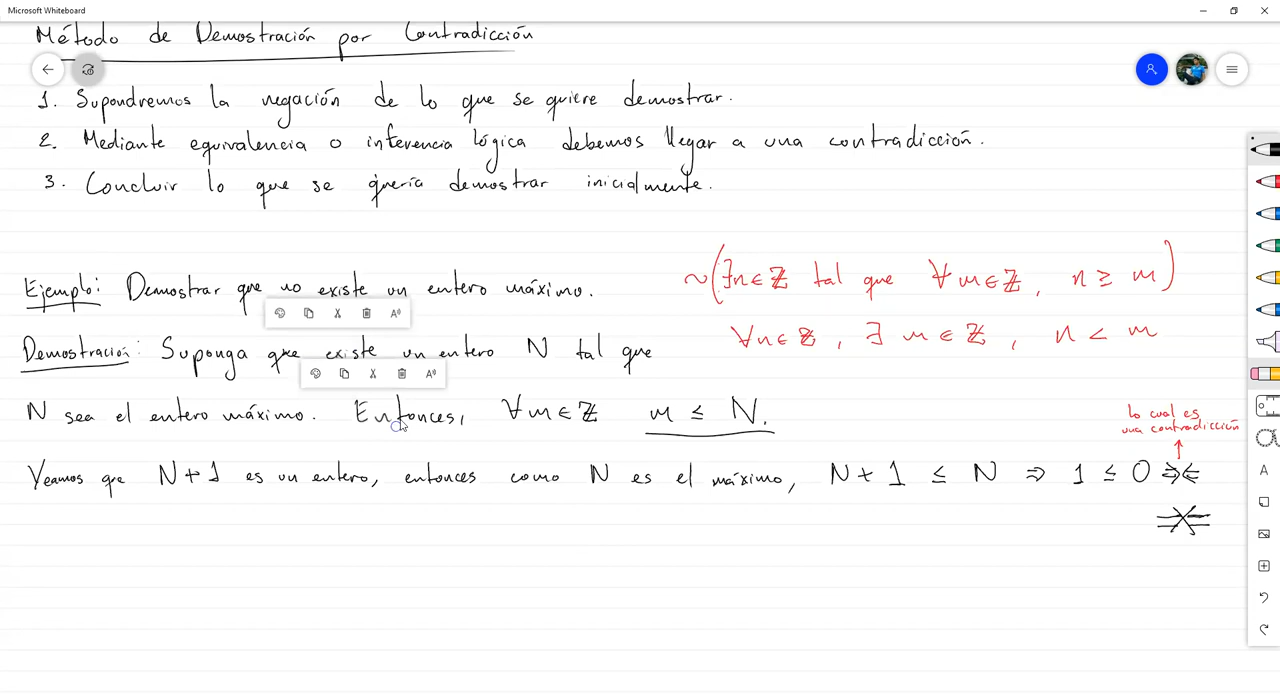 Microsoft Whiteboard
Método de Demostración por Contradicción
1. Supondremos la negación de lo que se quiere demostrar.
2. Mediante equivalencia o inferencia lógica debemos llegar a una contradicción.
3. Concluir lo que se quería demostrar inicialmente.
Ejemplo: Demostrar que no existe un entero máximo.
~(∃n∈ℤ tal que ∀m∈ℤ, n ≥ m)
∀n∈ℤ, ∃ m∈ℤ, n < m
Demostración: Suponga que existe un entero N tal que
N sea el entero máximo. Entonces, ∀m∈ℤ m ≤ N.
lo cual es
una contradicción
↑
Veamos que N+1 es un entero, entonces como N es el máximo, N+1 ≤ N ⇒ 1 ≤ 0 ⇒⇐